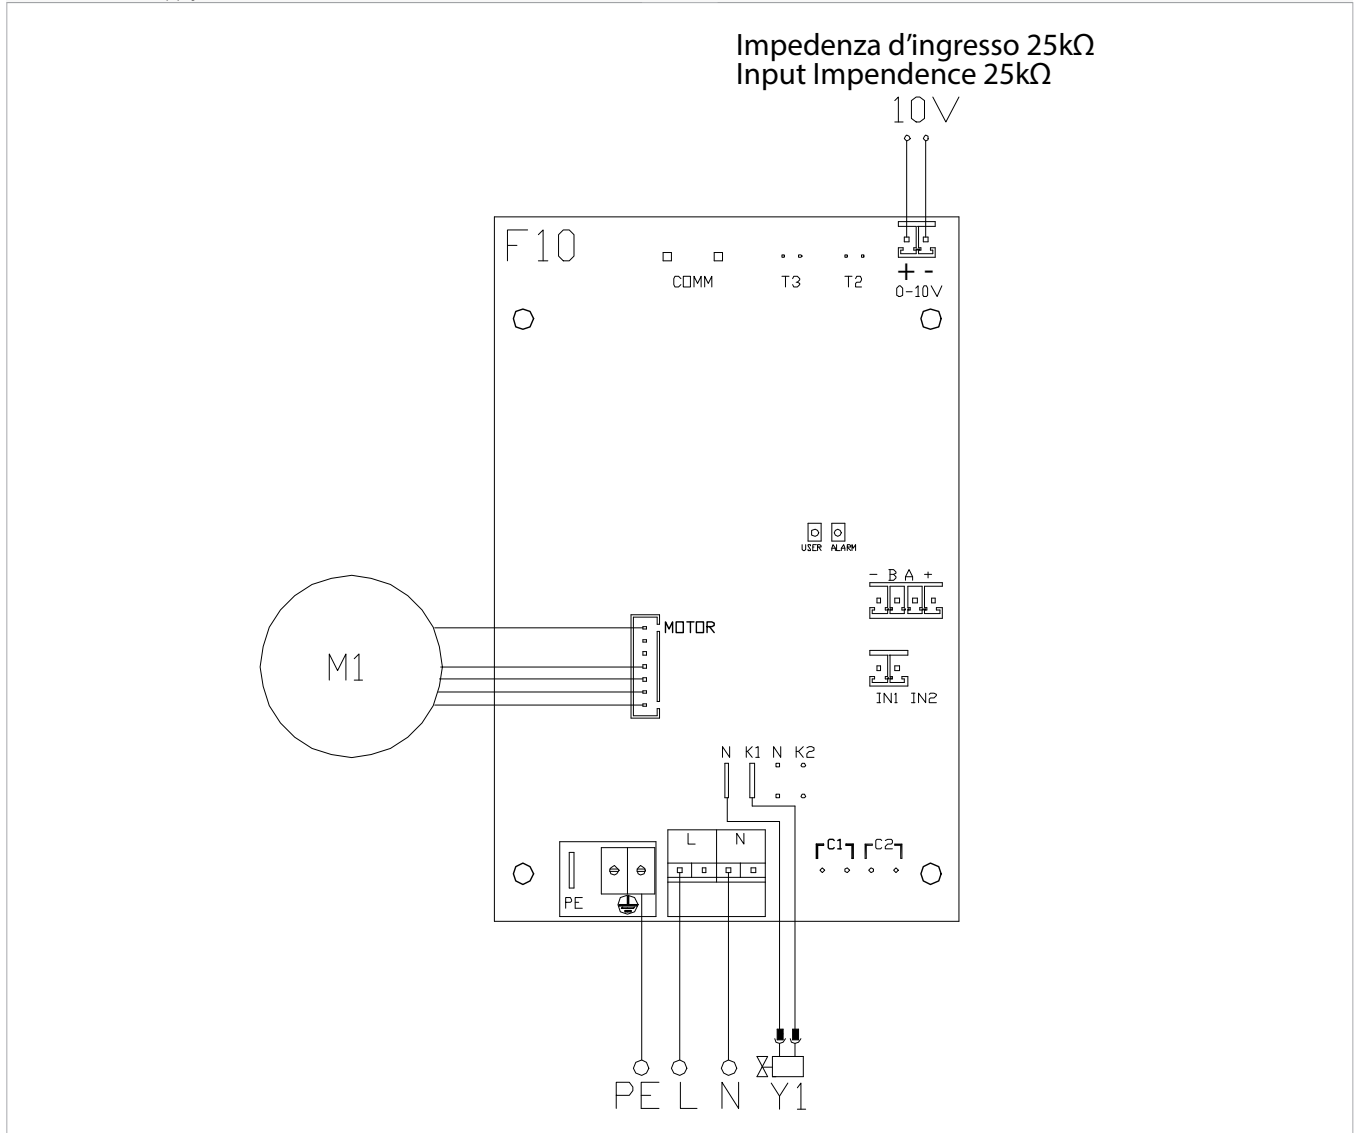 Impedenza d'ingresso 25kΩ
Input Impendence 25kΩ
10V
F10
COMM T3 T2
+ -
0-10V
USER ALARM
- B A +
MOTOR
M1
IN1 IN2
N K1 N K2
L N
C1 C2
PE
PE L N Y1